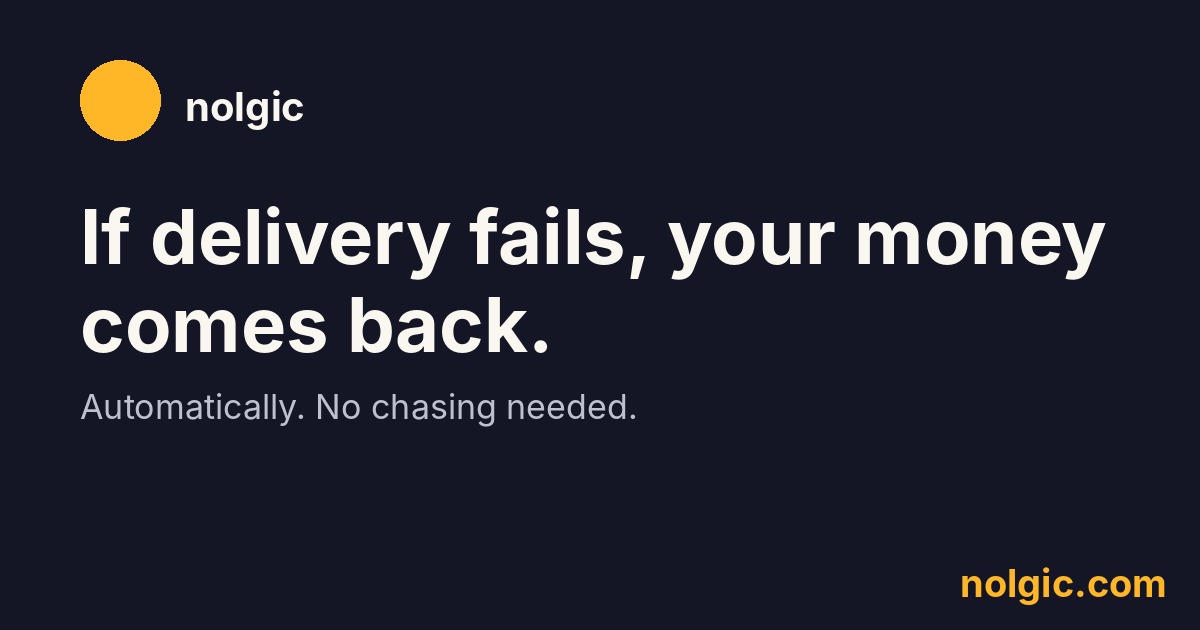 nolgic
If delivery fails, your money
comes back.
Automatically. No chasing needed.
nolgic.com